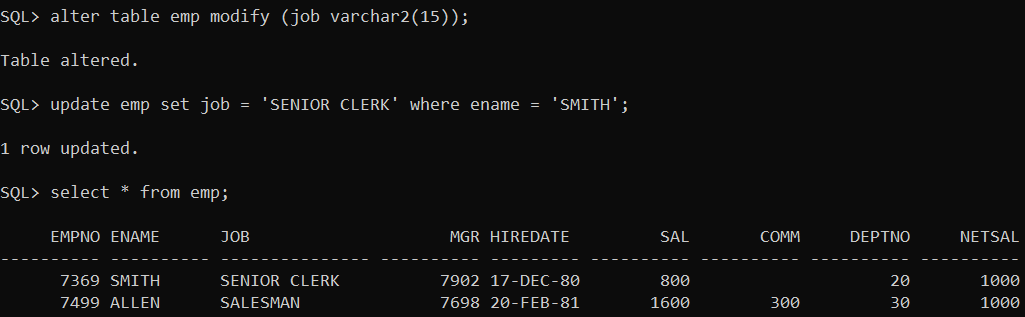 SQL> alter table emp modify (job varchar2(15));
Table altered.
SQL> update emp set job = 'SENIOR CLERK' where ename = 'SMITH';
1 row updated.
SQL> select * from emp;
     EMPNO ENAME      JOB                    MGR HIREDATE         SAL       COMM     DEPTNO     NETSAL
---------- ---------- --------------- ---------- --------- ---------- ---------- ---------- ----------
      7369 SMITH      SENIOR CLERK          7902 17-DEC-80        800                    20       1000
      7499 ALLEN      SALESMAN              7698 20-FEB-81       1600        300         30       1000